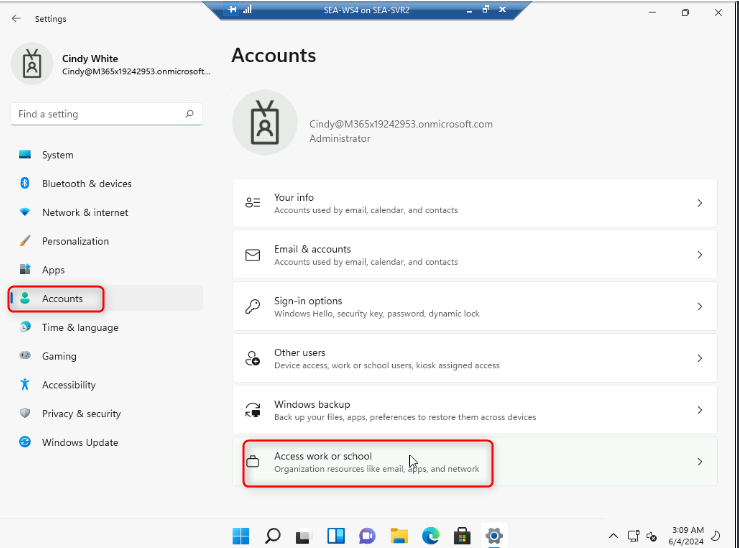 SEA-WS4 on SEA-SVR2
Settings
Cindy White
Cindy@M365x19242953.onmicrosoft...
Find a setting
System
Bluetooth & devices
Network & internet
Personalization
Apps
Accounts
Time & language
Gaming
Accessibility
Privacy & security
Windows Update
Accounts
Cindy@M365x19242953.onmicrosoft.com
Administrator
Your info
Accounts used by email, calendar, and contacts
Email & accounts
Accounts used by email, calendar, and contacts
Sign-in options
Windows Hello, security key, password, dynamic lock
Other users
Device access, work or school users, kiosk assigned access
Windows backup
Back up your files, apps, preferences to restore them across devices
Access work or school
Organization resources like email, apps, and network
3:09 AM
6/4/2024